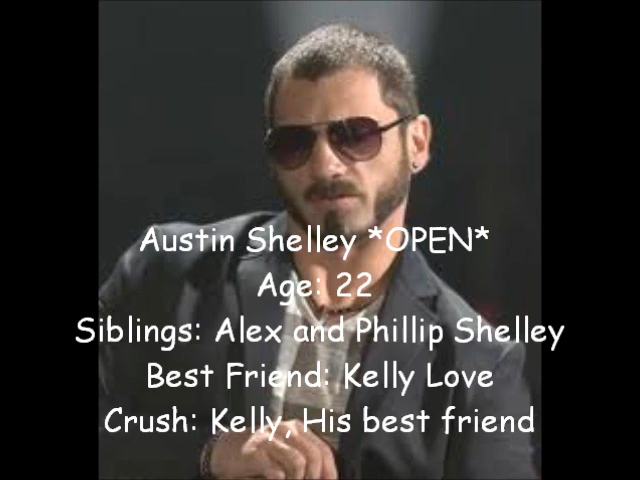 Austin Shelley *OPEN*
Age: 22
Siblings: Alex and Phillip Shelley
Best Friend: Kelly Love
Crush: Kelly, His best friend